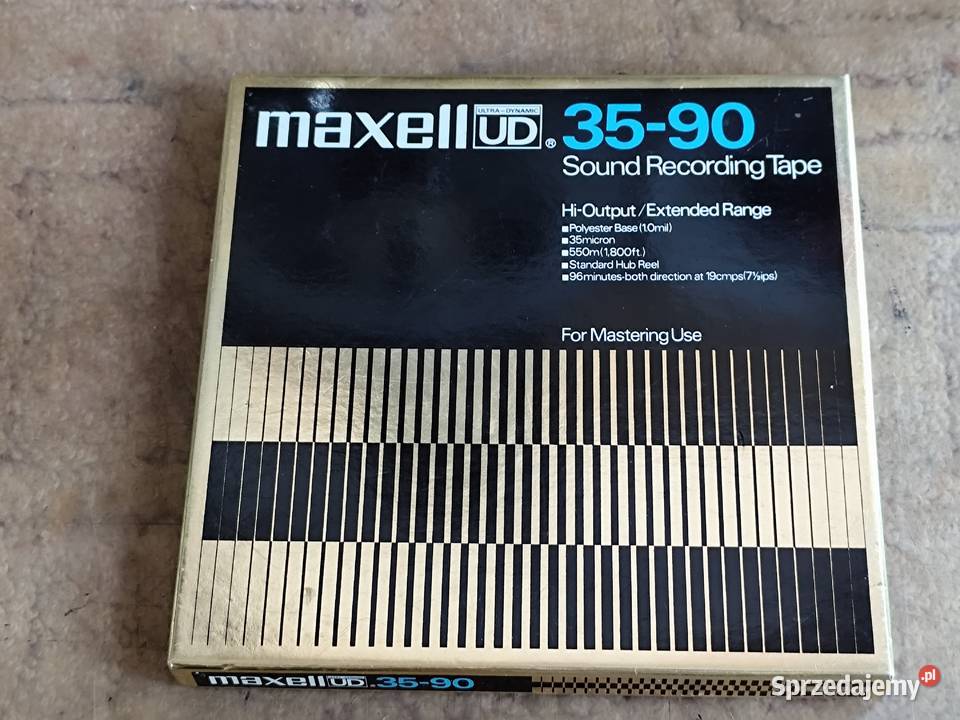 maxell ULTRA-DYNAMIC UD® 35-90
Sound Recording Tape
Hi-Output/Extended Range
■Polyester Base(1.0mil)
■35micron
■550m(1,800ft.)
■Standard Hub Reel
■96minutes-both direction at 19cmps(7½ips)
For Mastering Use
maxell UD.35-90
Sprzedajemy.pl